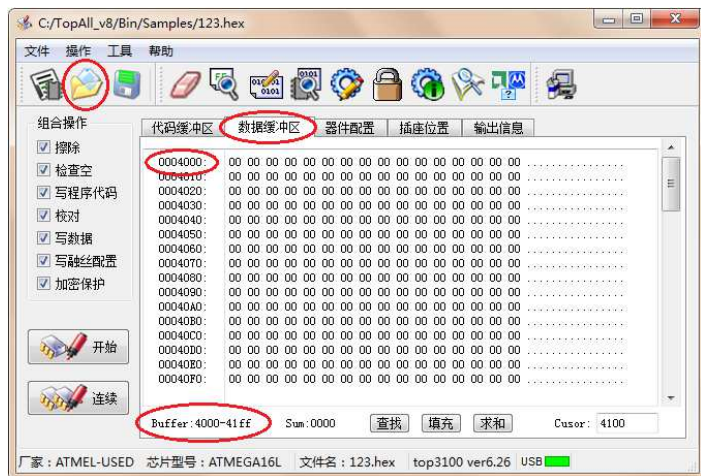 C:/TopAll_v8/Bin/Samples/123.hex
文件 操作 工具 帮助
组合操作
擦除
检查空
写程序代码
校对
写数据
写融丝配置
加密保护
开始
连续
代码缓冲区 数据缓冲区 器件配置 插座位置 输出信息
0004000: 00 00 00 00 00 00 00 00 00 00 00 00 00 00 00 00 ................
0004010: 00 00 00 00 00 00 00 00 00 00 00 00 00 00 00 00 ................
0004020: 00 00 00 00 00 00 00 00 00 00 00 00 00 00 00 00 ................
0004030: 00 00 00 00 00 00 00 00 00 00 00 00 00 00 00 00 ................
0004040: 00 00 00 00 00 00 00 00 00 00 00 00 00 00 00 00 ................
0004050: 00 00 00 00 00 00 00 00 00 00 00 00 00 00 00 00 ................
0004060: 00 00 00 00 00 00 00 00 00 00 00 00 00 00 00 00 ................
0004070: 00 00 00 00 00 00 00 00 00 00 00 00 00 00 00 00 ................
0004080: 00 00 00 00 00 00 00 00 00 00 00 00 00 00 00 00 ................
0004090: 00 00 00 00 00 00 00 00 00 00 00 00 00 00 00 00 ................
00040A0: 00 00 00 00 00 00 00 00 00 00 00 00 00 00 00 00 ................
00040B0: 00 00 00 00 00 00 00 00 00 00 00 00 00 00 00 00 ................
00040C0: 00 00 00 00 00 00 00 00 00 00 00 00 00 00 00 00 ................
00040D0: 00 00 00 00 00 00 00 00 00 00 00 00 00 00 00 00 ................
00040E0: 00 00 00 00 00 00 00 00 00 00 00 00 00 00 00 00 ................
00040F0: 00 00 00 00 00 00 00 00 00 00 00 00 00 00 00 00 ................
Buffer:4000-41ff Sum:0000 查找 填充 求和 Cusor: 4100
厂家：ATMEL-USED 芯片型号：ATMEGA16L 文件名：123.hex top3100 ver6.26 USB